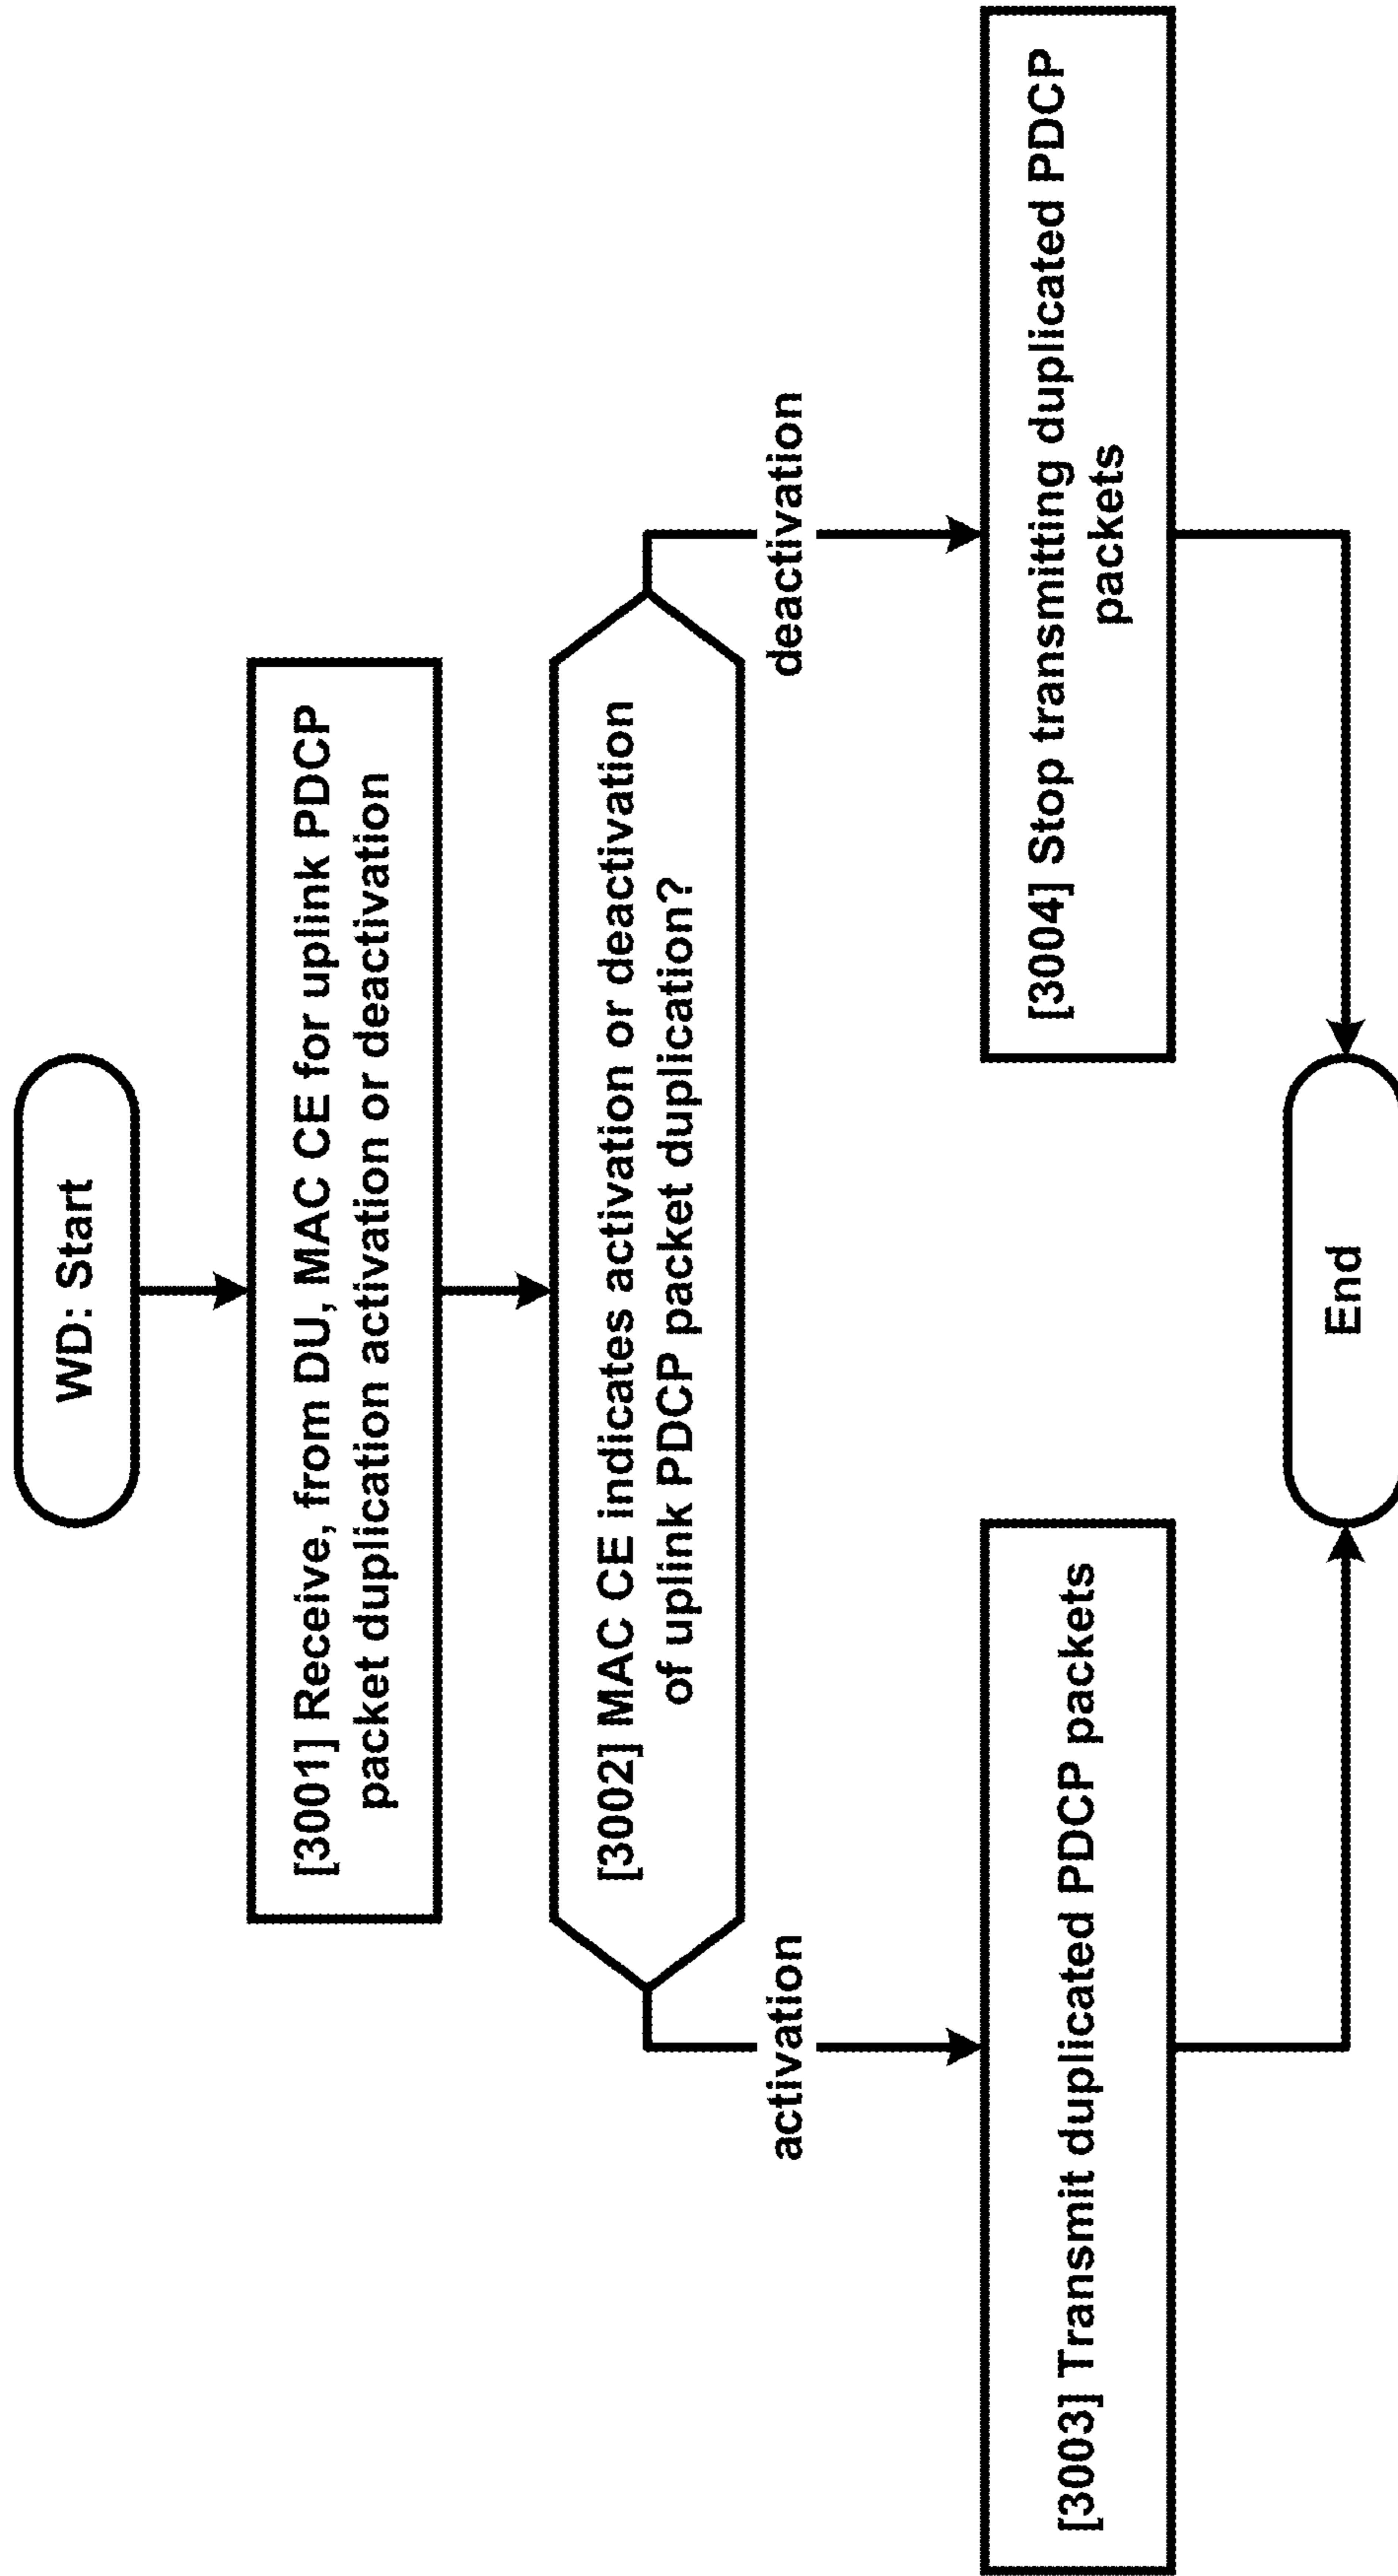 WD: Start
[3001] Receive, from DU, MAC CE for uplink PDCP
packet duplication activation or deactivation
[3002] MAC CE indicates activation or deactivation
of uplink PDCP packet duplication?
activation
deactivation
[3003] Transmit duplicated PDCP packets
[3004] Stop transmitting duplicated PDCP
packets
End